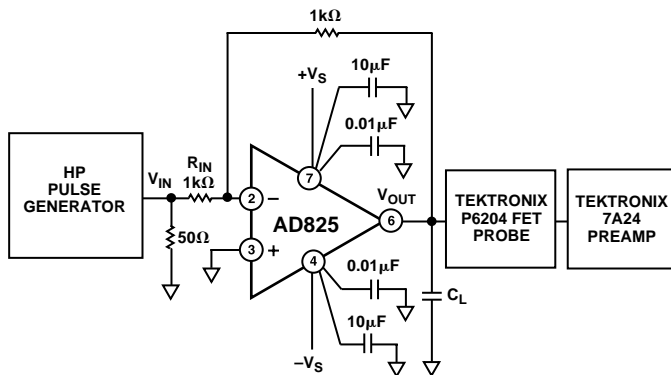 1kΩ
10µF
+VS
0.01µF
HP
PULSE
GENERATOR
VIN
RIN
1kΩ
50Ω
2
–
3
+
7
AD825
4
VOUT
6
TEKTRONIX
P6204 FET
PROBE
TEKTRONIX
7A24
PREAMP
0.01µF
CL
10µF
–VS